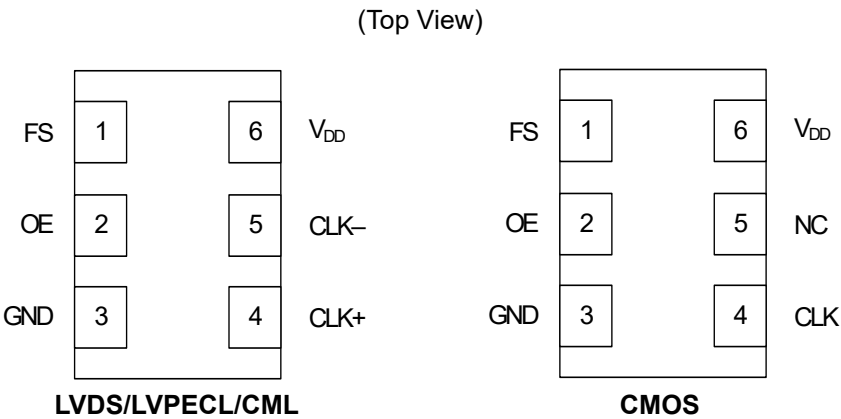 (Top View)
FS 1 6 VDD
OE 2 5 CLK–
GND 3 4 CLK+
LVDS/LVPECL/CML
FS 1 6 VDD
OE 2 5 NC
GND 3 4 CLK
CMOS